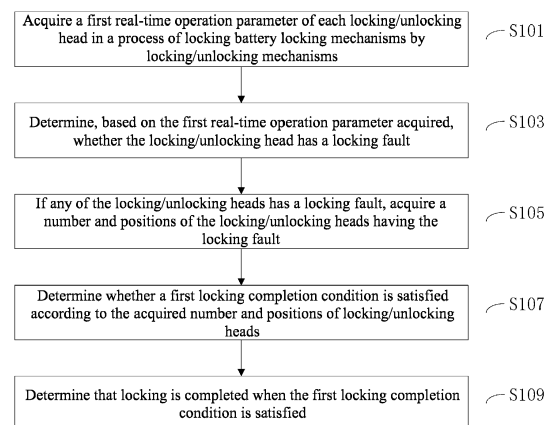 Acquire a first real-time operation parameter of each locking/unlocking
head in a process of locking battery locking mechanisms by
locking/unlocking mechanisms
S101
Determine, based on the first real-time operation parameter acquired,
whether the locking/unlocking head has a locking fault
S103
If any of the locking/unlocking heads has a locking fault, acquire a
number and positions of the locking/unlocking heads having the
locking fault
S105
Determine whether a first locking completion condition is satisfied
according to the acquired number and positions of locking/unlocking
heads
S107
Determine that locking is completed when the first locking completion
condition is satisfied
S109